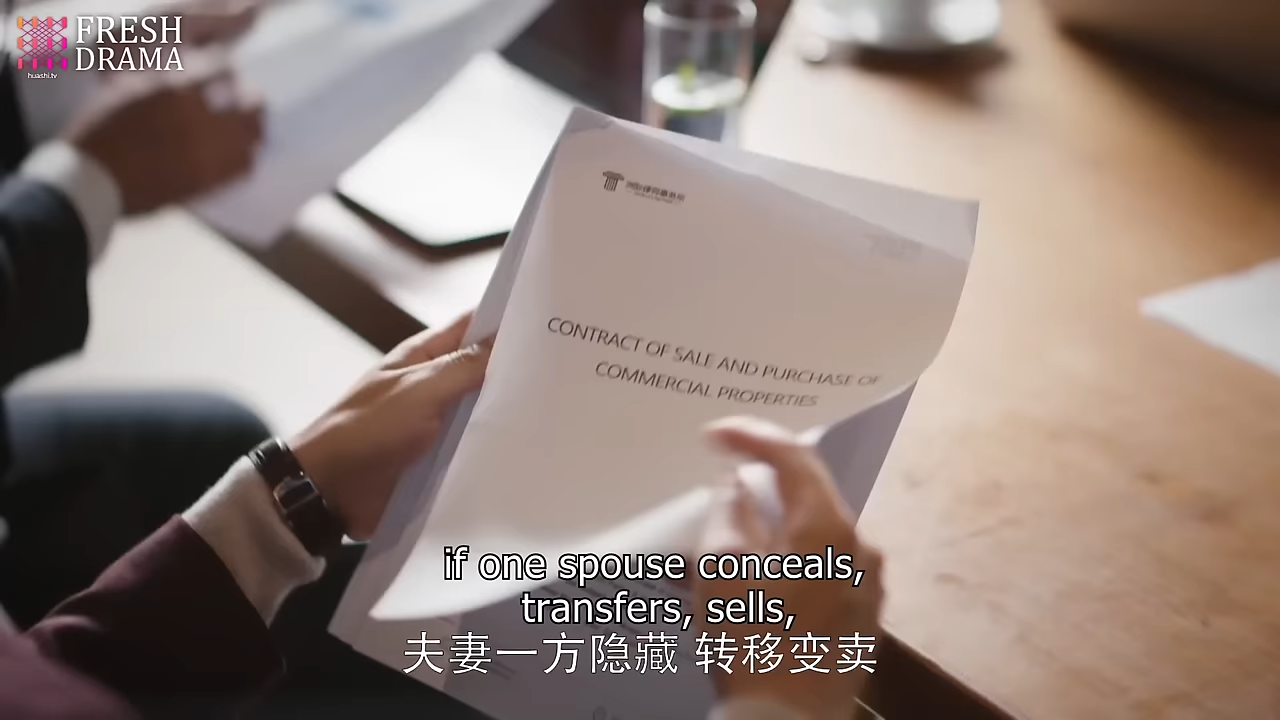 FRESH
DRAMA
huashi.tv
CONTRACT OF SALE AND PURCHASE OF
COMMERCIAL PROPERTIES
if one spouse conceals,
transfers, sells,
夫妻一方隐藏 转移变卖